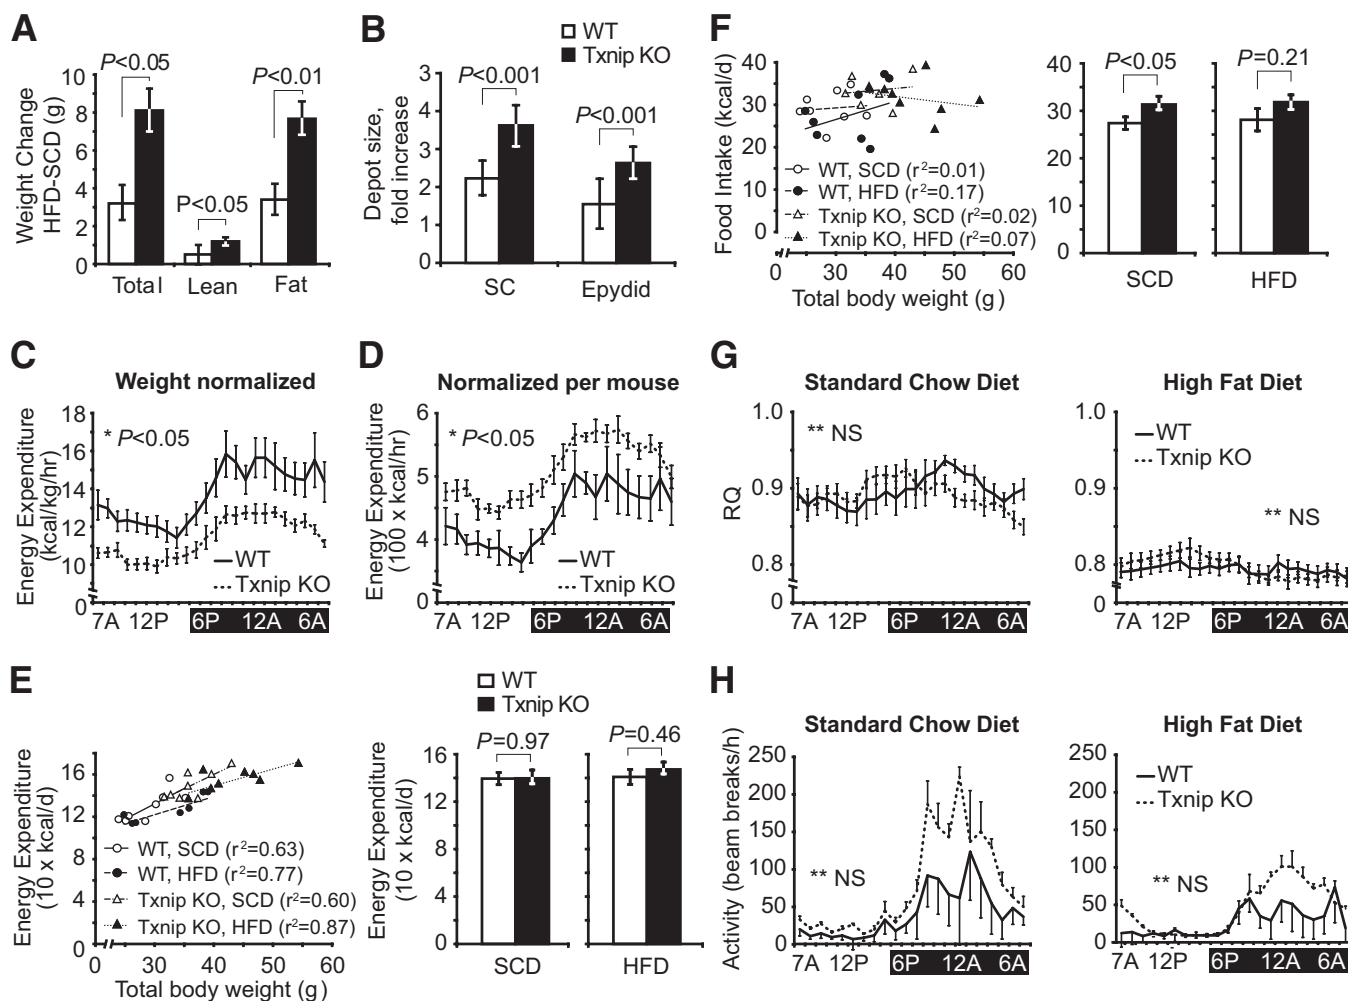 A
Weight Change
HFD-SCD (g)
P<0.05
P<0.01
P<0.05
10
8
6
4
2
0
Total Lean Fat
B
WT
Txnip KO
Depot size,
fold increase
P<0.001
P<0.001
3
4
3
2
1
0
SC Epydid
F
Food Intake (kcal/d)
40
30
20
10
0
WT, SCD (r2=0.01)
WT, HFD (r2=0.17)
Txnip KO, SCD (r2=0.02)
Txnip KO, HFD (r2=0.07)
0 30 40 50 60
Total body weight (g)
P<0.05
P=0.21
40
30
20
10
0
SCD HFD
C
Weight normalized
Energy Expenditure
(kcal/kg/hr)
* P<0.05
18
16
14
12
10
0
WT
Txnip KO
7A 12P 6P 12A 6A
D
Normalized per mouse
Energy Expenditure
(100 x kcal/hr)
* P<0.05
6
5
4
0
WT
Txnip KO
7A 12P 6P 12A 6A
G
Standard Chow Diet
RQ
** NS
1.0
0.9
0.8
0
7A 12P 6P 12A 6A
High Fat Diet
WT
Txnip KO
** NS
1.0
0.9
0.8
0
7A 12P 6P 12A 6A
E
Energy Expenditure
(10 x kcal/d)
16
12
8
4
0
WT, SCD (r2=0.63)
WT, HFD (r2=0.77)
Txnip KO, SCD (r2=0.60)
Txnip KO, HFD (r2=0.87)
0 30 40 50 60
Total body weight (g)
WT
Txnip KO
Energy Expenditure
(10 x kcal/d)
P=0.97
P=0.46
16
12
8
4
0
SCD HFD
H
Standard Chow Diet
Activity (beam breaks/h)
250
200
150
100
50
0
** NS
7A 12P 6P 12A 6A
High Fat Diet
WT
Txnip KO
250
200
150
100
50
0
** NS
7A 12P 6P 12A 6A